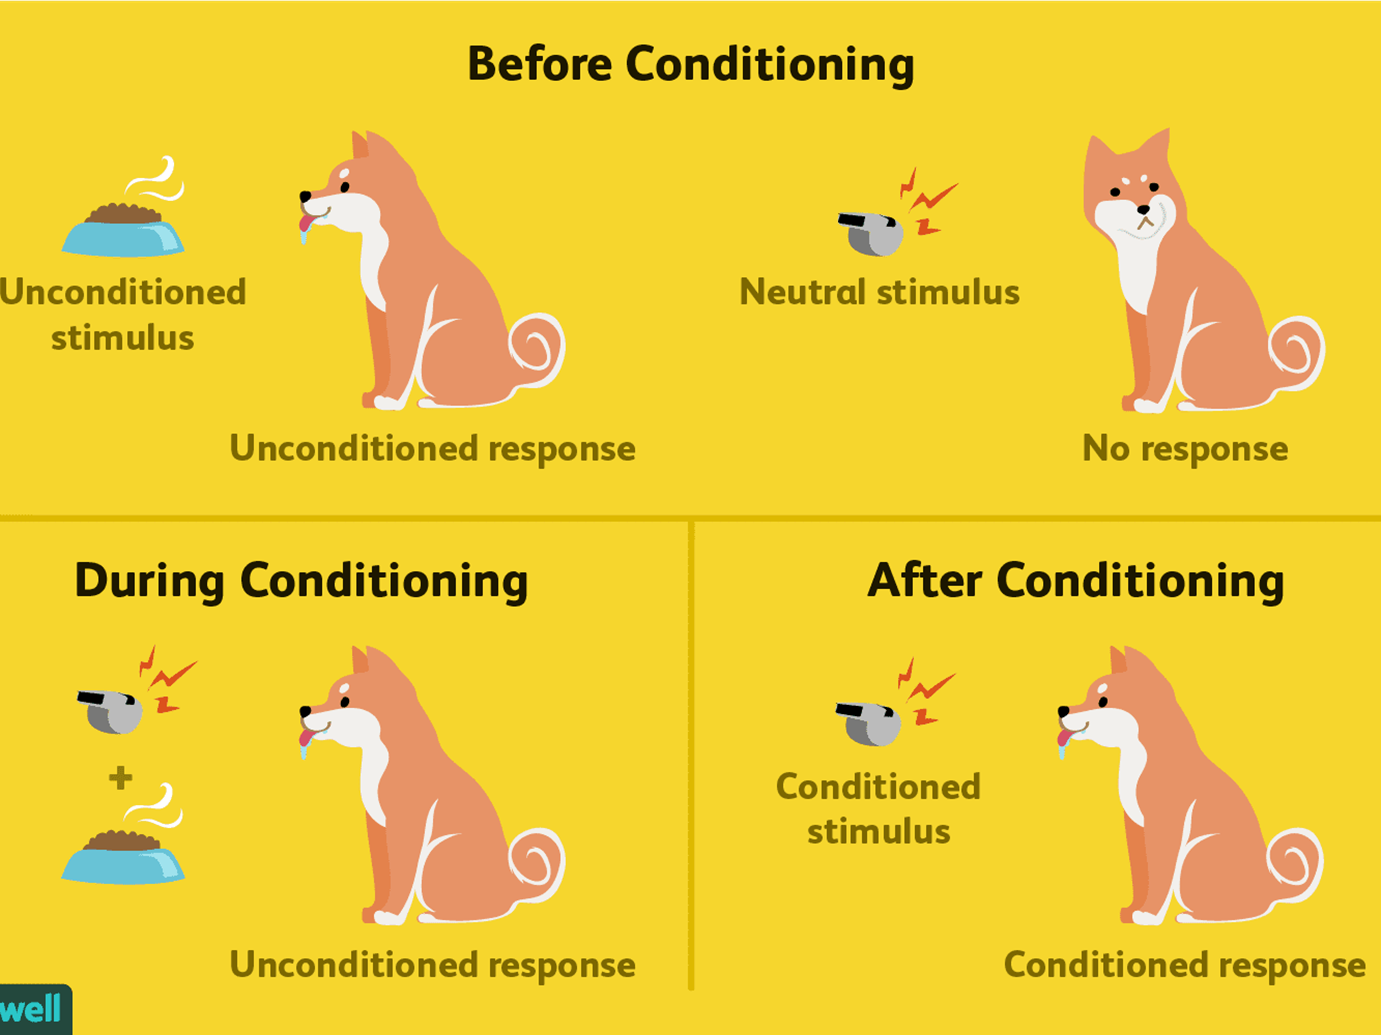 Before Conditioning
Unconditioned
stimulus
Unconditioned response
Neutral stimulus
No response
During Conditioning
+
Unconditioned response
After Conditioning
Conditioned
stimulus
Conditioned response
well